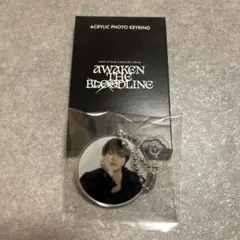 ACRYLIC PHOTO KEYRING
AWAKEN
THE
BLOODLINE